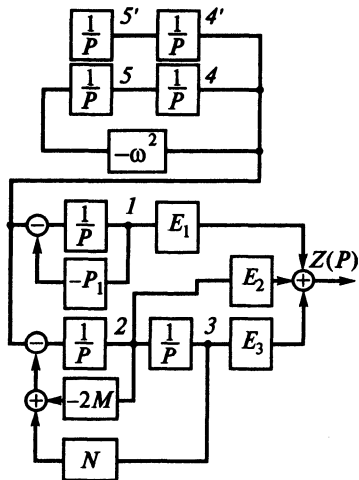 5' 4'
1/P 1/P
5 4
1/P 1/P
−ω²
1
− 1/P E₁
Z(P)
−P₁ E₂ +
2 3
− 1/P 1/P E₃
+ −2M
N